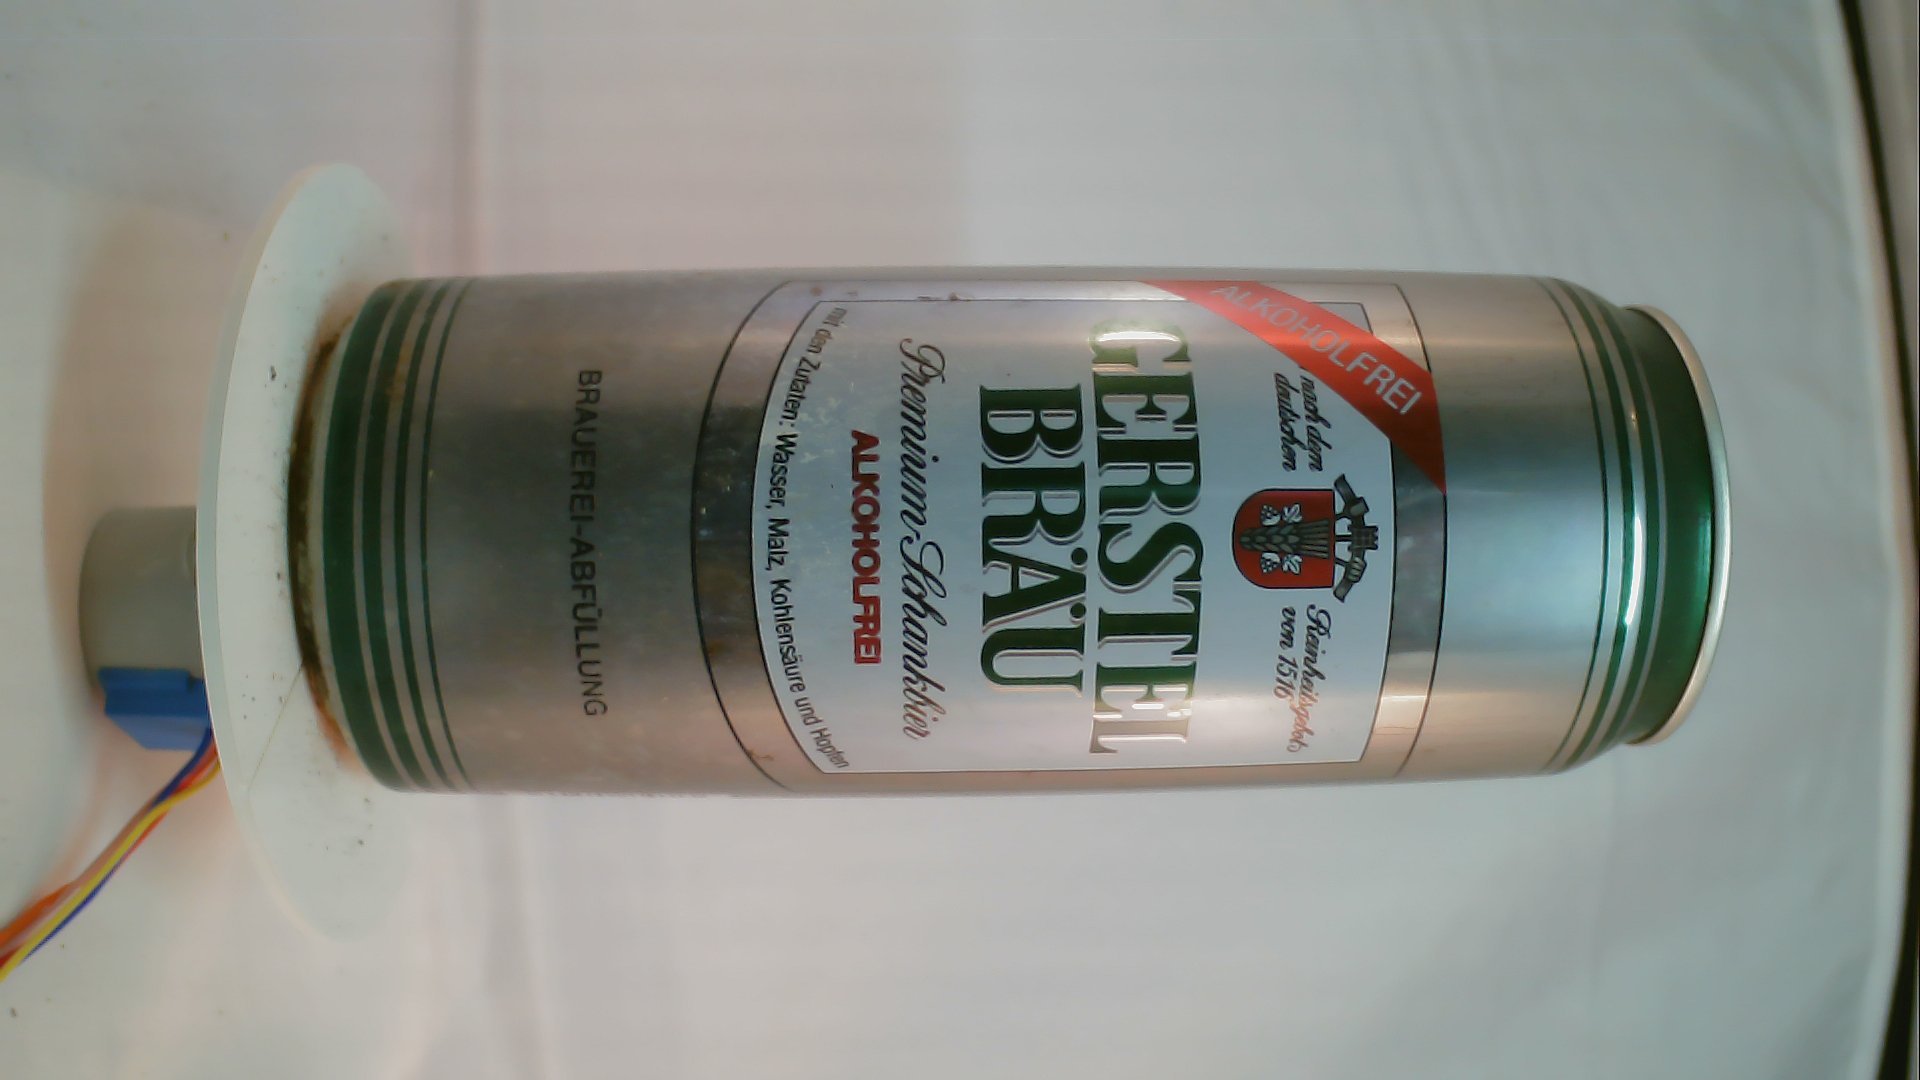 ALKOHOLFREI
nach dem
deutschen
Reinheitsgebot
von 1516
GERSTEL
BRÄU
Premium-Schankbier
ALKOHOLFREI
mit den Zutaten: Wasser, Malz, Kohlensäure und Hopfen
BRAUEREI-ABFÜLLUNG